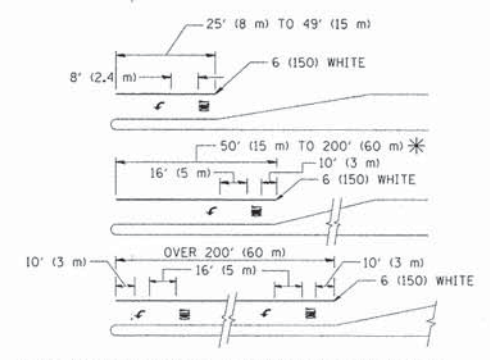 25' (8 m) TO 49' (15 m)
6 (150) WHITE
8' (2.4 m)
50' (15 m) TO 200' (60 m) ✳
16' (5 m)
10' (3 m)
6 (150) WHITE
OVER 200' (60 m)
10' (3 m)
16' (5 m)
10' (3 m)
6 (150) WHITE